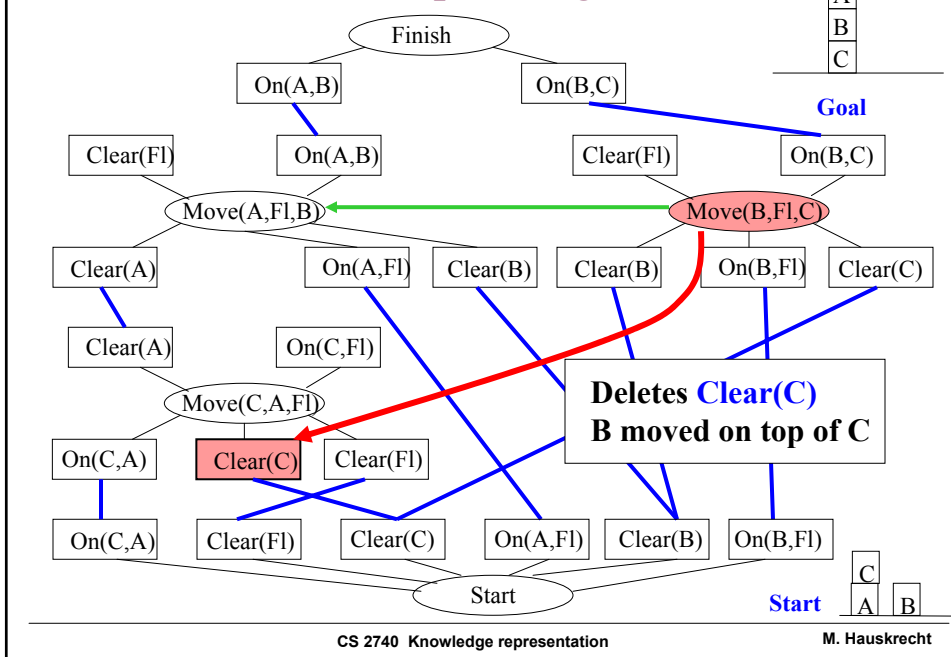 Finish
A
B
C
On(A,B)
On(B,C)
Goal
Clear(Fl)
On(A,B)
Clear(Fl)
On(B,C)
Move(A,Fl,B)
Move(B,Fl,C)
Clear(A)
On(A,Fl)
Clear(B)
Clear(B)
On(B,Fl)
Clear(C)
Clear(A)
On(C,Fl)
Move(C,A,Fl)
Deletes Clear(C)
B moved on top of C
On(C,A)
Clear(C)
Clear(Fl)
On(C,A)
Clear(Fl)
Clear(C)
On(A,Fl)
Clear(B)
On(B,Fl)
Start
Start
C
A B
CS 2740 Knowledge representation
M. Hauskrecht